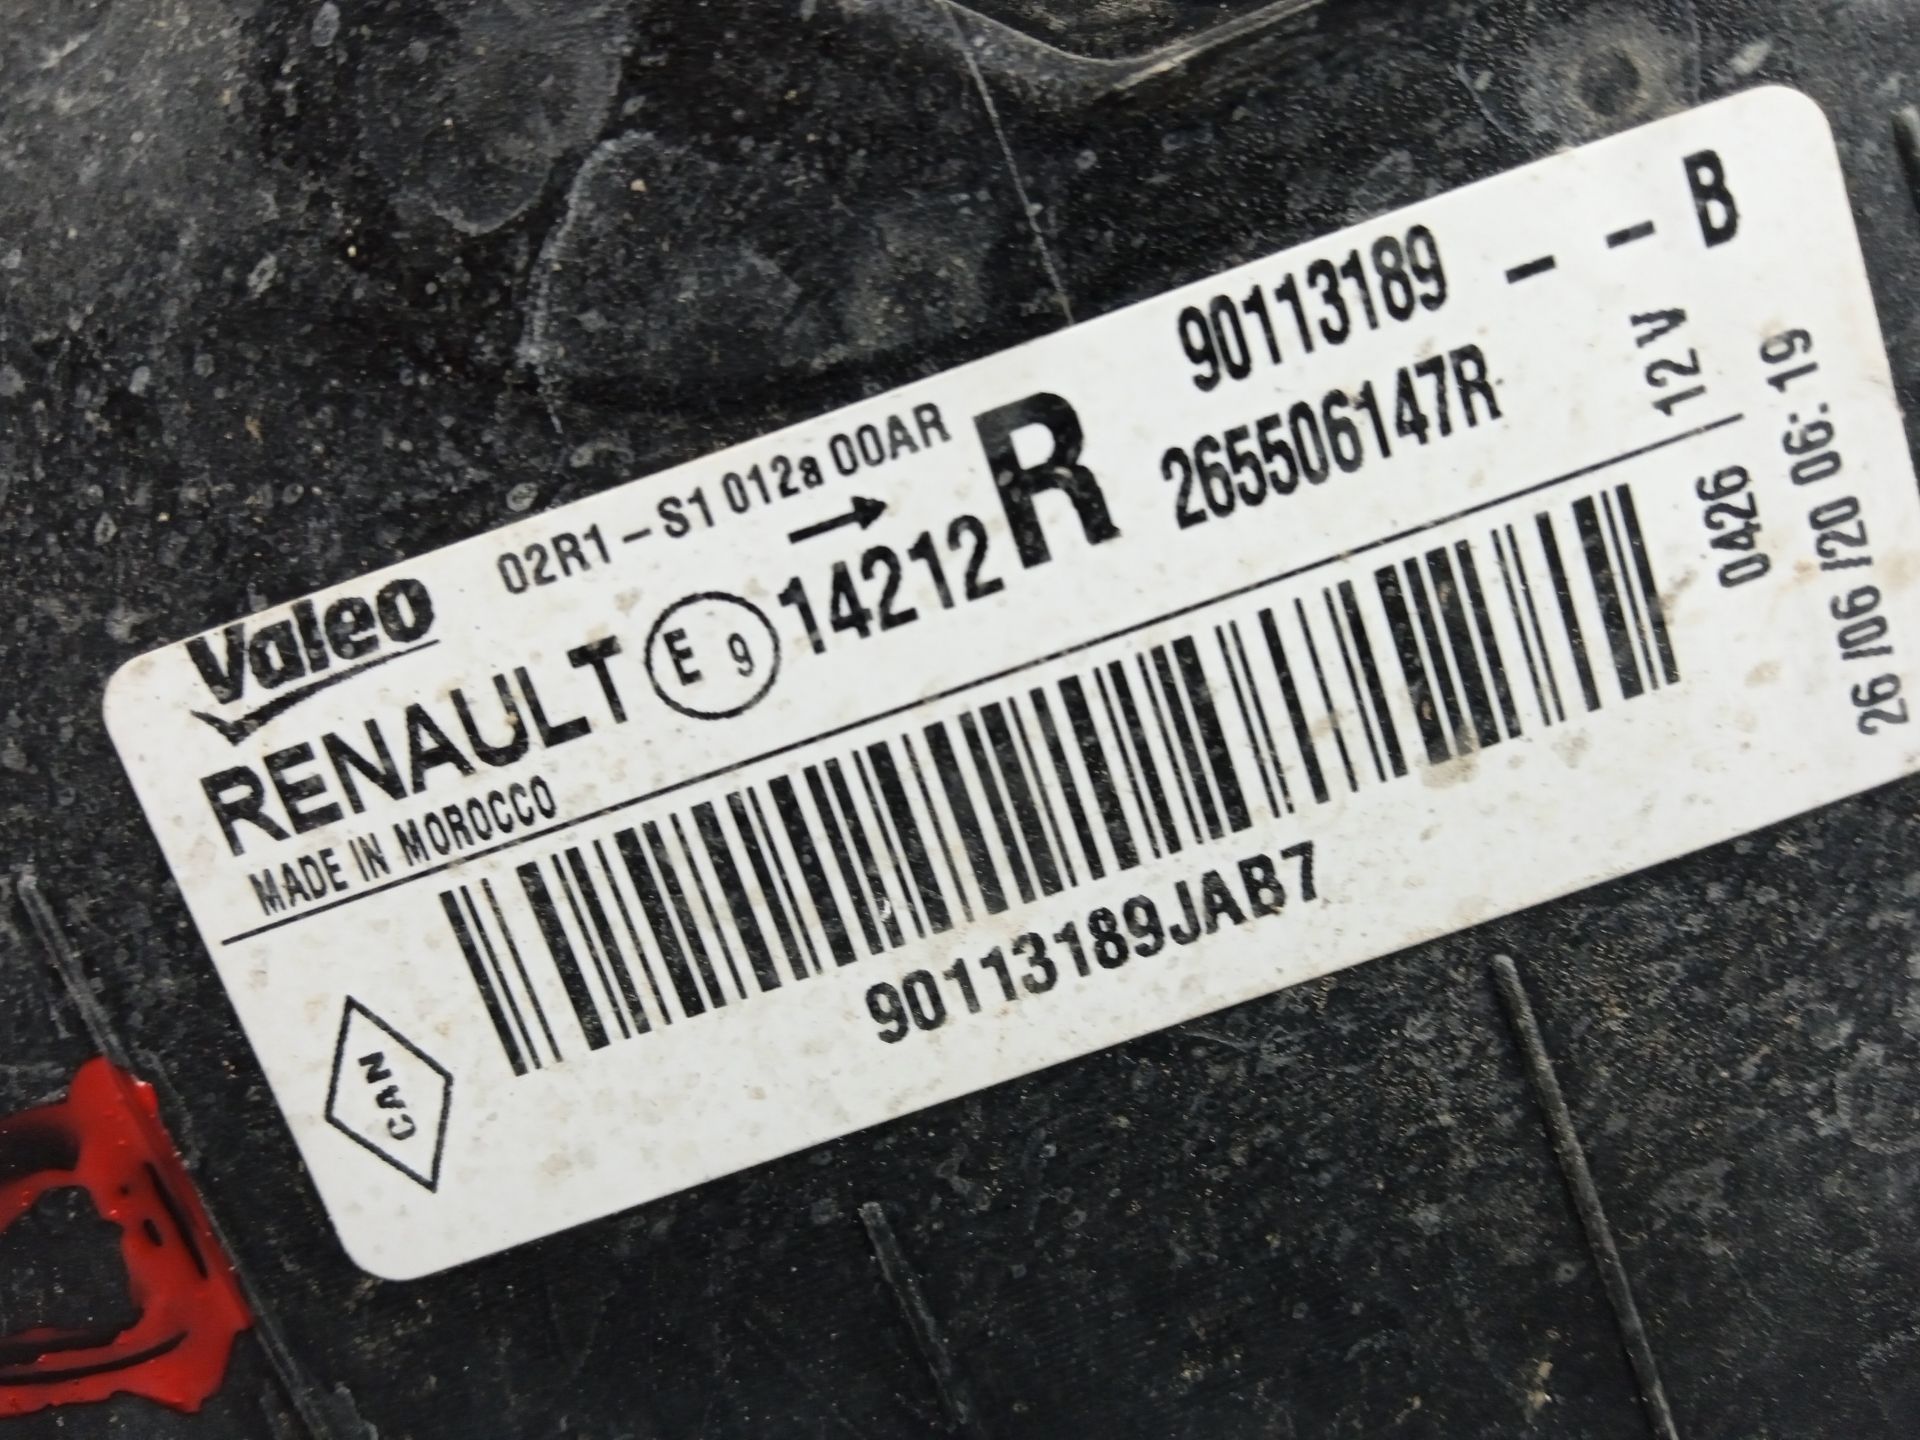 90113189 - - B
02R1-S1 012a 00AR
Valeo
RENAULT E 9 14212 R 265506147R 12V
MADE IN MOROCCO
0426
26/06/20 06:19
90113189JAB7
CAN